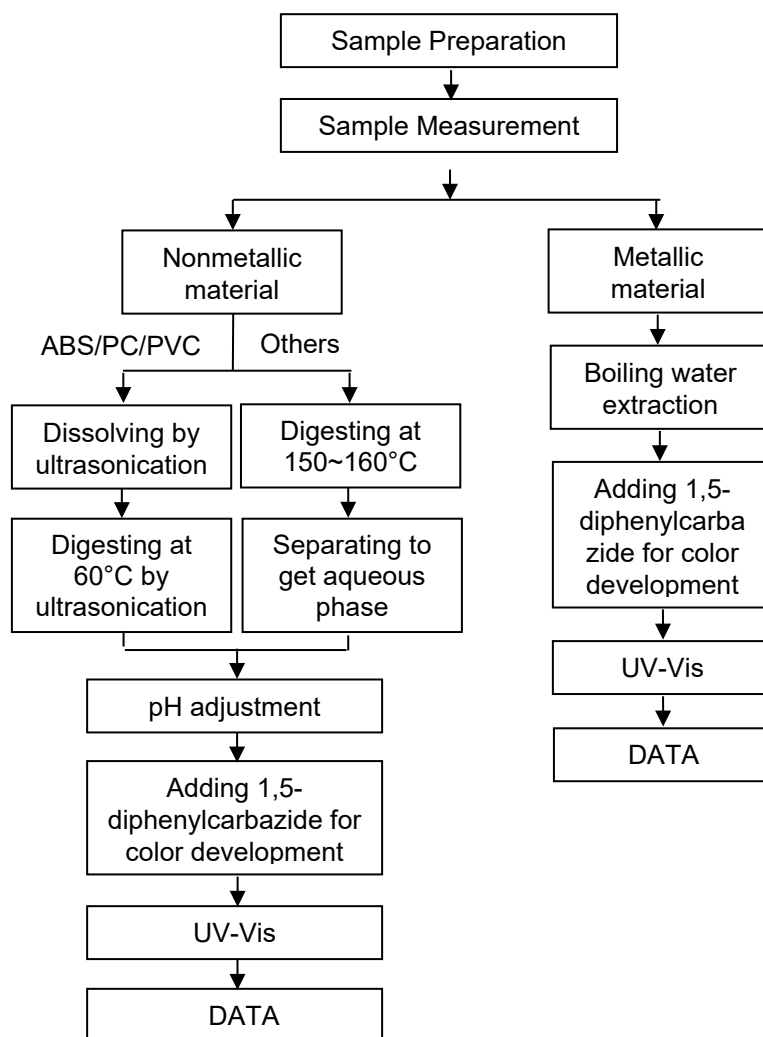 Sample Preparation
Sample Measurement
Nonmetallic
material
Metallic
material
ABS/PC/PVC
Others
Boiling water
extraction
Dissolving by
ultrasonication
Digesting at
150~160°C
Adding 1,5-
diphenylcarba
zide for color
development
Digesting at
60°C by
ultrasonication
Separating to
get aqueous
phase
UV-Vis
pH adjustment
DATA
Adding 1,5-
diphenylcarbazide for
color development
UV-Vis
DATA